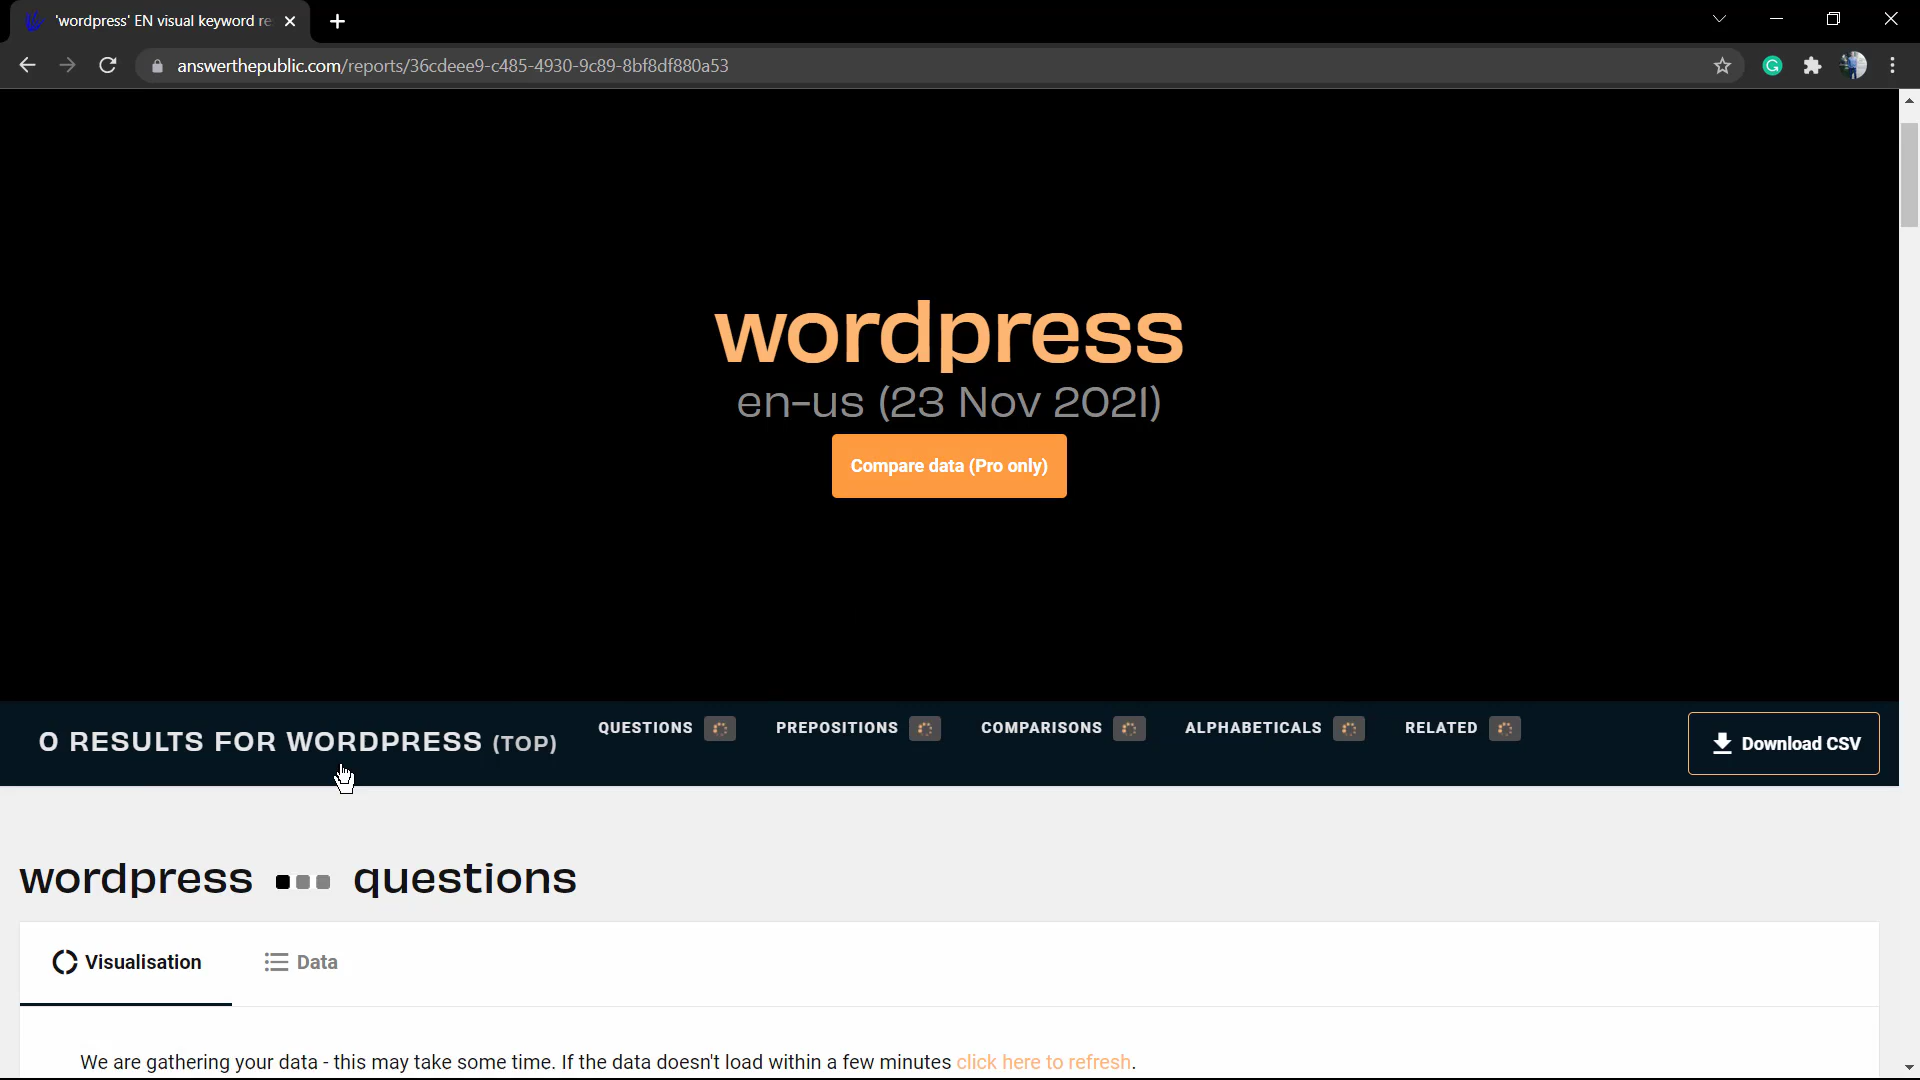 'wordpress' EN visual keyword re
answerthepublic.com/reports/36cdeee9-c485-4930-9c89-8bf8df880a53
wordpress
en-us (23 Nov 2021)
Compare data (Pro only)
0 RESULTS FOR WORDPRESS (TOP)
QUESTIONS
PREPOSITIONS
COMPARISONS
ALPHABETICALS
RELATED
Download CSV
wordpress questions
Visualisation
Data
We are gathering your data - this may take some time. If the data doesn't load within a few minutes click here to refresh.